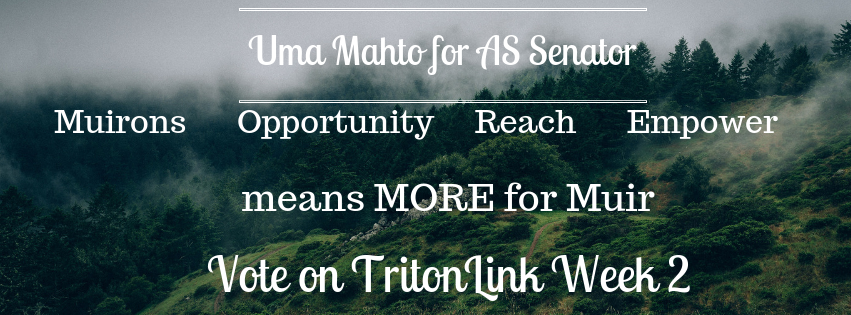 Uma Mahto for AS Senator
Muirons Opportunity Reach Empower
means MORE for Muir
Vote on TritonLink Week 2